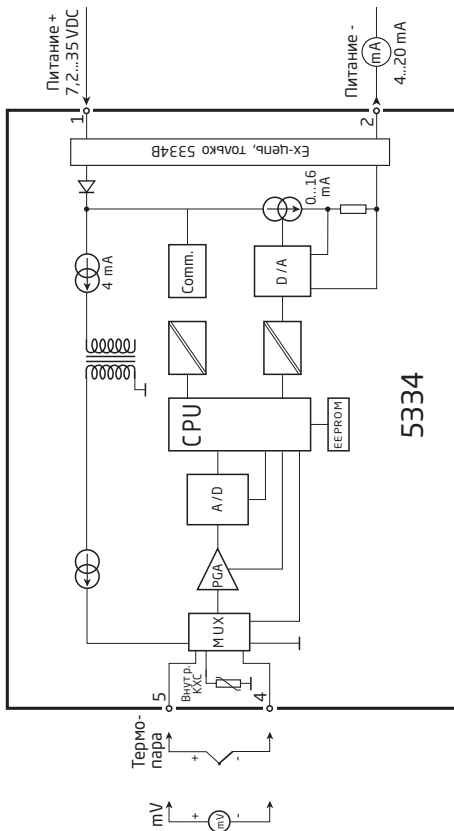 mV
+
mV
-
Термо-
пара
+
-
5
4
Внутр.
КХС
MUX
PGA
A/D
CPU
EEPROM
4 mA
Comm.
D/A
0...16
mA
Ex-цепь, только 5334B
1
2
Питание +
7,2...35 VDC
Питание -
mA
4...20 mA
5334